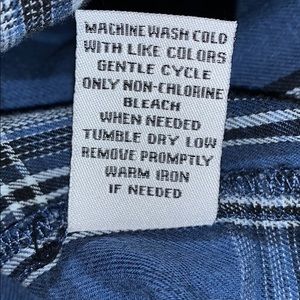 MACHINE WASH COLD
WITH LIKE COLORS
GENTLE CYCLE
ONLY NON-CHLORINE
BLEACH
WHEN NEEDED
TUMBLE DRY LOW
REMOVE PROMPTLY
WARM IRON
IF NEEDED